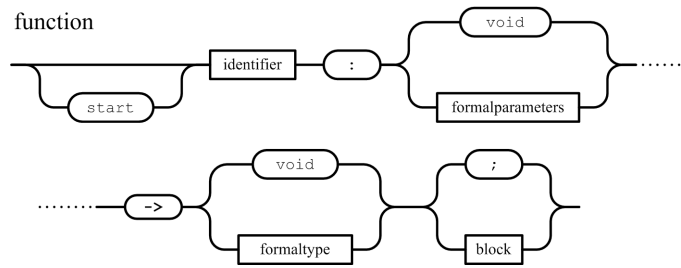 function
void
identifier :
start formalparameters
void ;
->
formaltype block